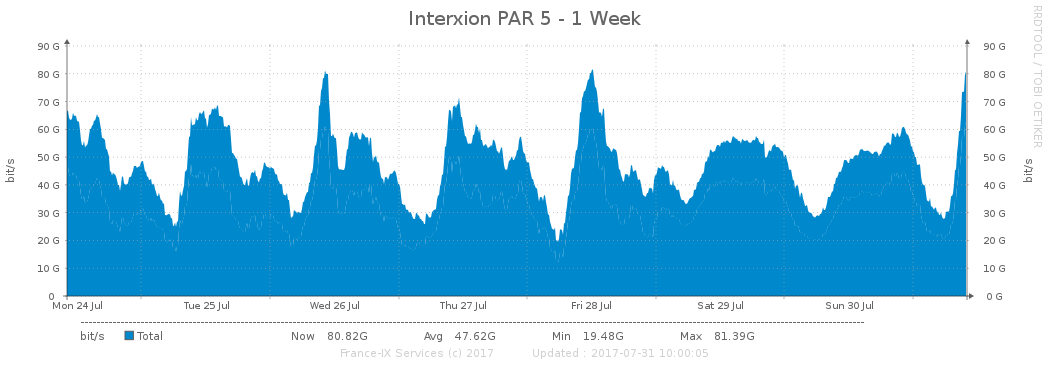 Interxion PAR 5 - 1 Week
RRDTOOL / TOBI OETIKER
90 G 90 G
80 G 80 G
70 G 70 G
60 G 60 G
50 G 50 G
40 G 40 G
30 G 30 G
20 G 20 G
10 G 10 G
0 0 G
bit/s
bit/s
Mon 24 Jul Tue 25 Jul Wed 26 Jul Thu 27 Jul Fri 28 Jul Sat 29 Jul Sun 30 Jul
bit/s Total Now 80.82G Avg 47.62G Min 19.48G Max 81.39G
France-IX Services (c) 2017 Updated : 2017-07-31 10:00:05